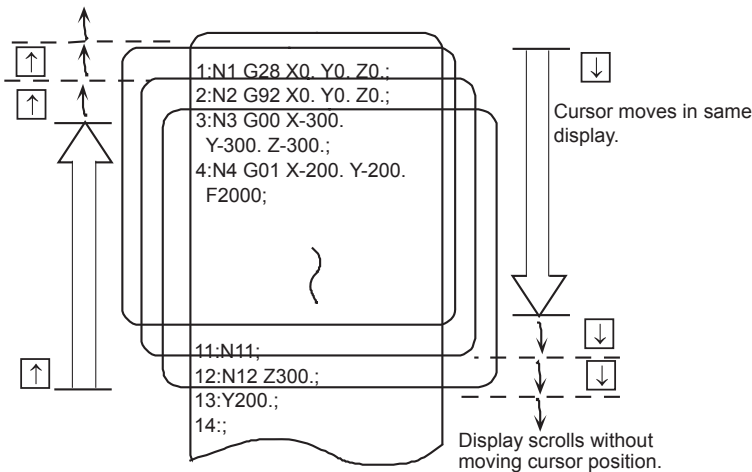 ↑
↑
↑
1:N1 G28 X0. Y0. Z0.;
2:N2 G92 X0. Y0. Z0.;
3:N3 G00 X-300.
Y-300. Z-300.;
4:N4 G01 X-200. Y-200.
F2000;
11:N11;
12:N12 Z300.;
13:Y200.;
14:;
↓
Cursor moves in same
display.
↓
↓
Display scrolls without
moving cursor position.